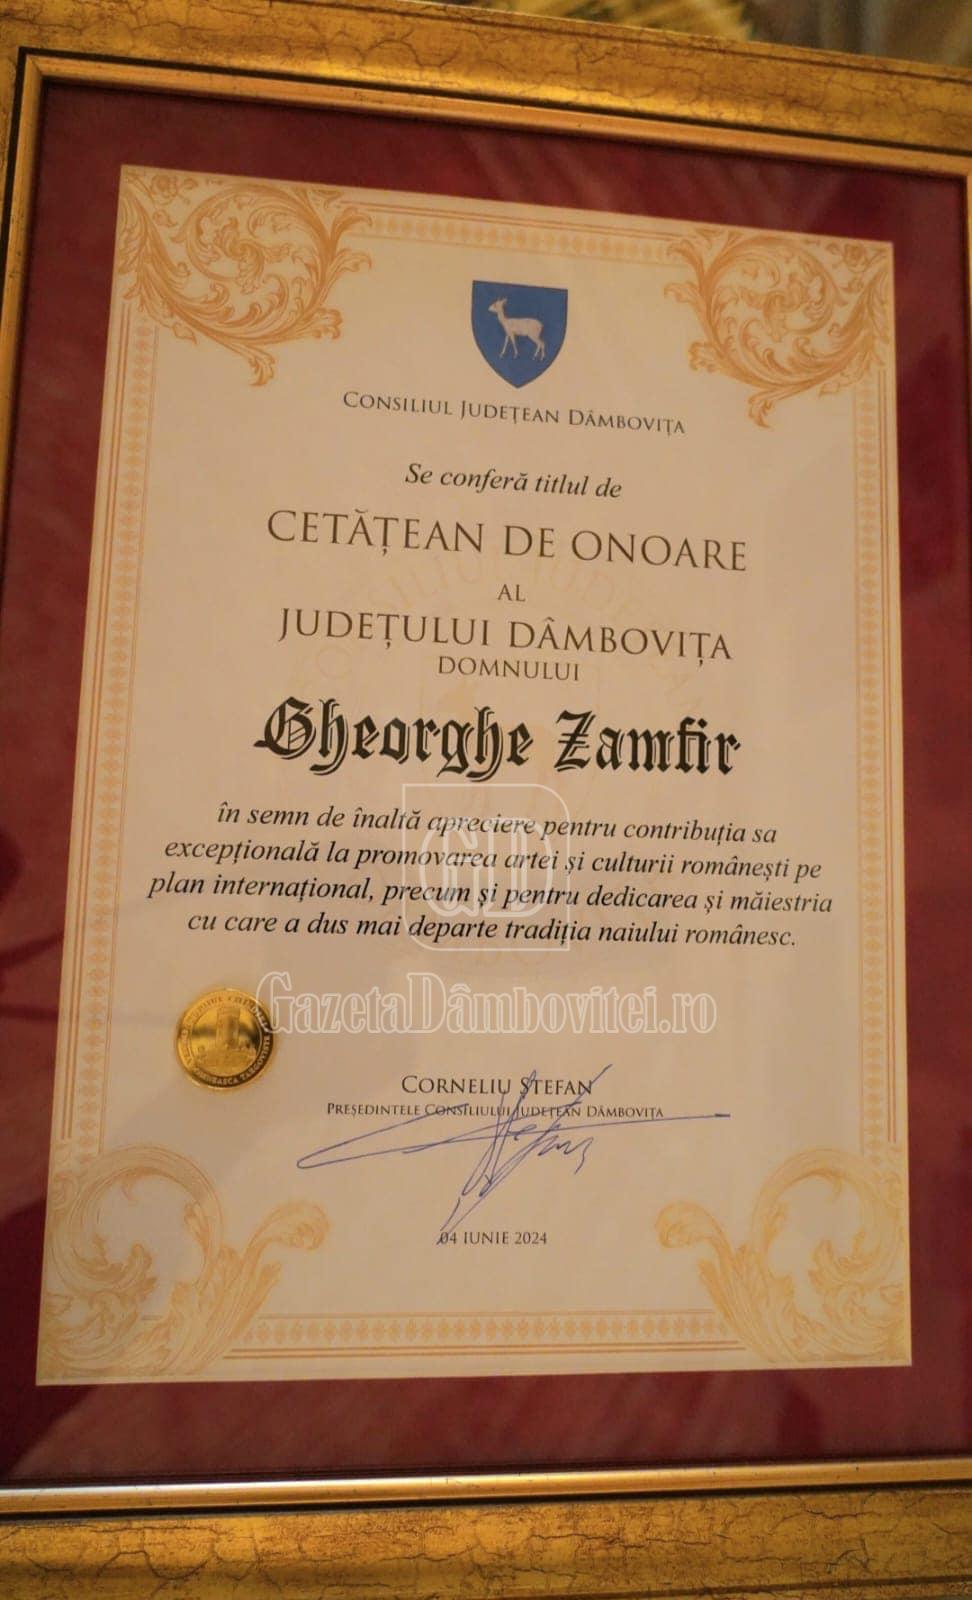 CONSILIUL JUDEȚEAN DÂMBOVIȚA
Se conferă titlul de
CETĂȚEAN DE ONOARE
AL
JUDEȚULUI DÂMBOVIȚA
DOMNULUI
Gheorghe Zamfir
în semn de înaltă apreciere pentru contribuția sa
excepțională la promovarea artei și culturii românești pe
plan internațional, precum și pentru dedicarea și măiestria
cu care a dus mai departe tradiția naiului românesc.
GD
GazetaDâmbovitei.ro
CORNELIU ȘTEFAN
PREȘEDINTELE CONSILIULUI JUDEȚEAN DÂMBOVIȚA
04 IUNIE 2024